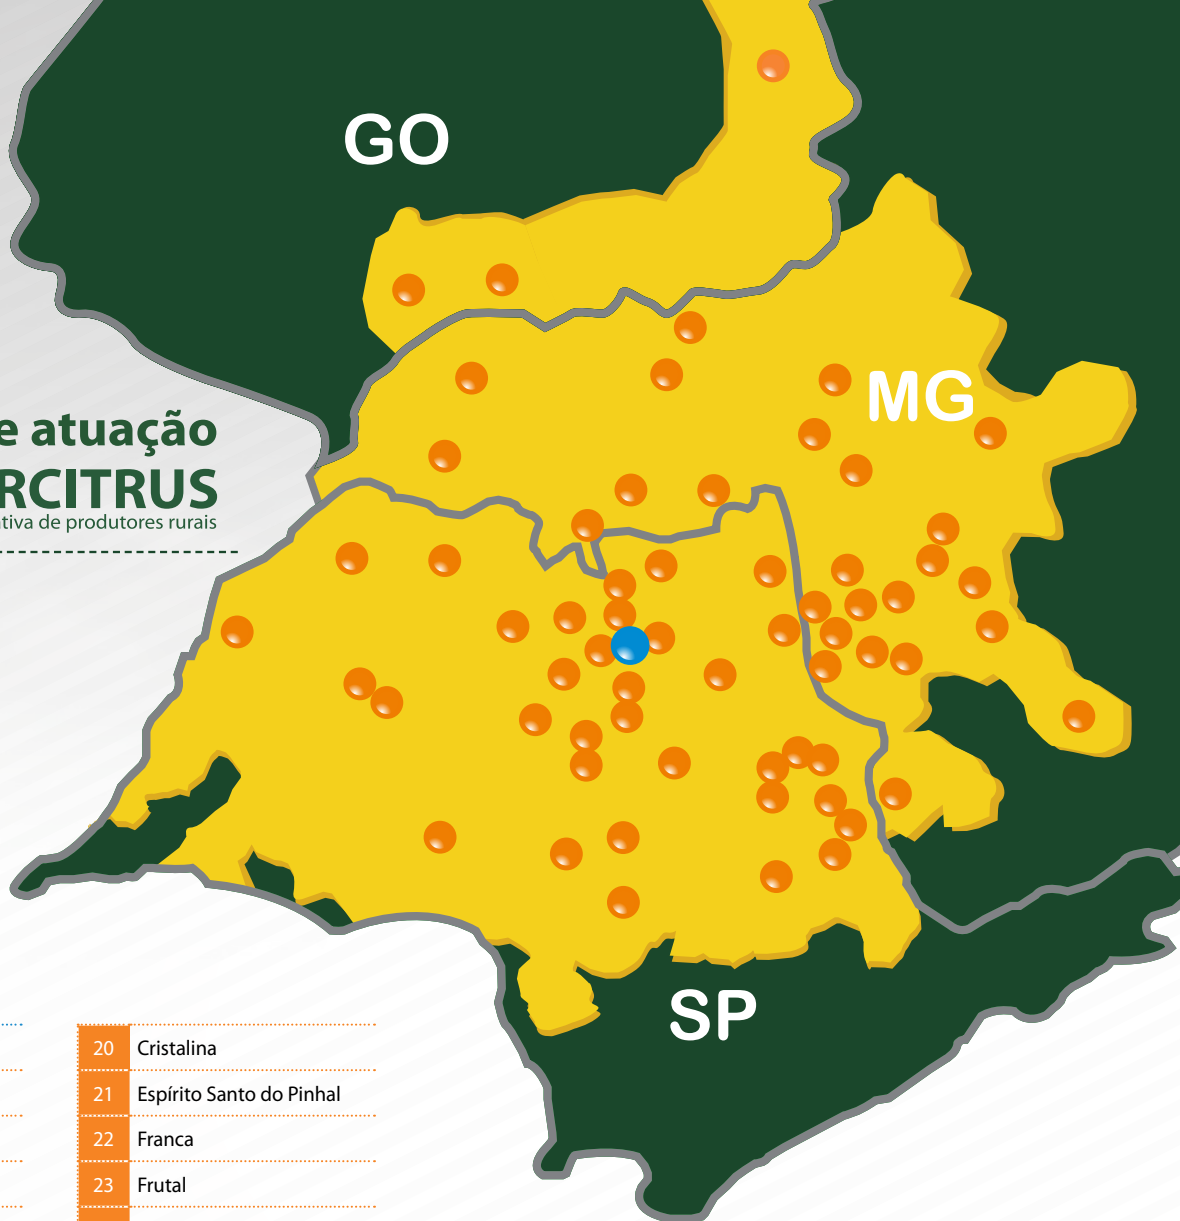 GO
MG
e atuação
RCITRUS
tiva de produtores rurais
SP
20 Cristalina
21 Espírito Santo do Pinhal
22 Franca
23 Frutal